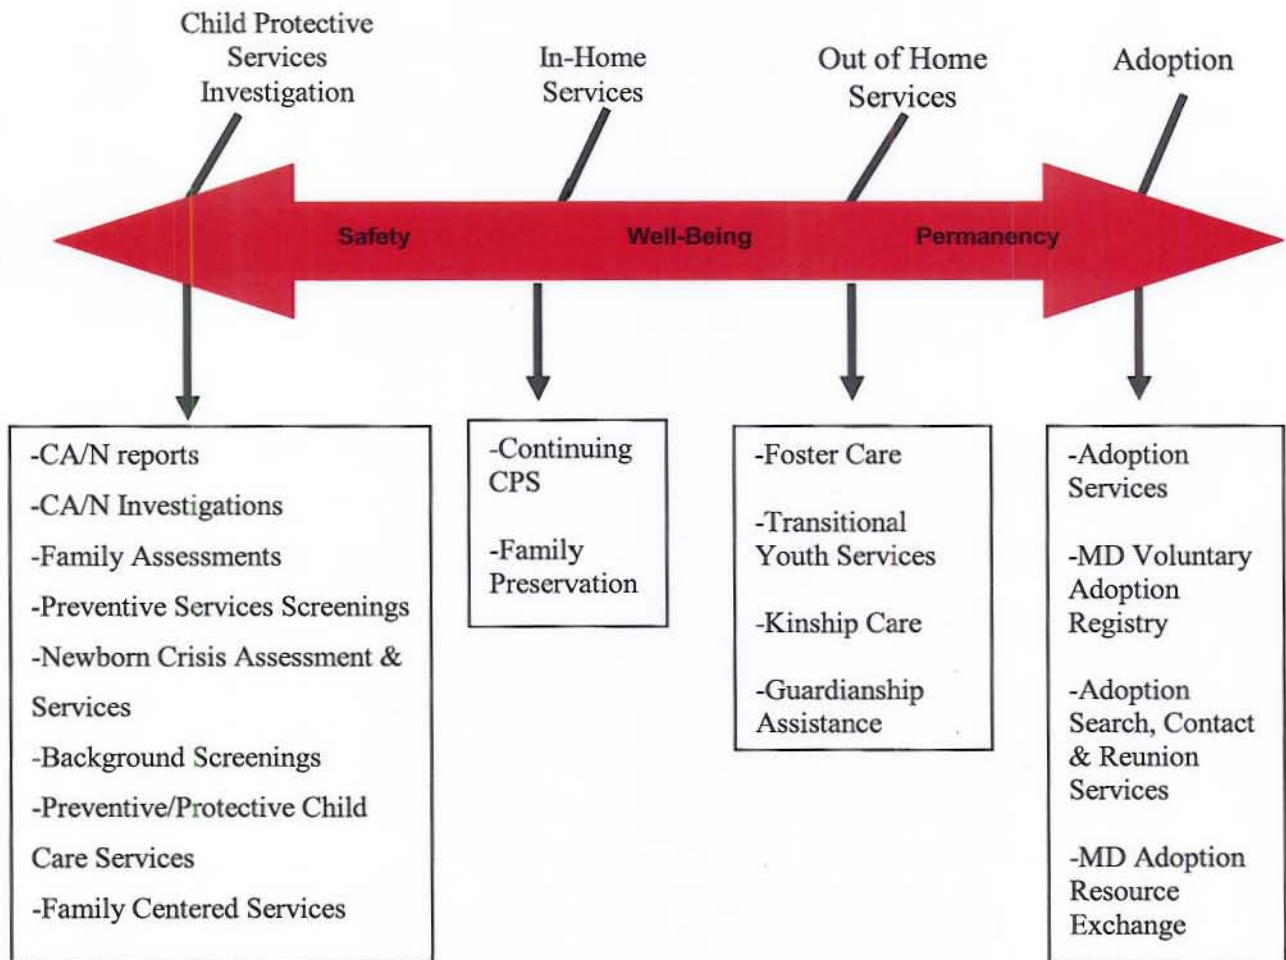 Child Protective
Services
Investigation
In-Home
Services
Out of Home
Services
Adoption
Safety
Well-Being
Permanency
-CA/N reports
-CA/N Investigations
-Family Assessments
-Preventive Services Screenings
-Newborn Crisis Assessment &
Services
-Background Screenings
-Preventive/Protective Child
Care Services
-Family Centered Services
-Continuing
CPS
-Family
Preservation
-Foster Care
-Transitional
Youth Services
-Kinship Care
-Guardianship
Assistance
-Adoption
Services
-MD Voluntary
Adoption
Registry
-Adoption
Search, Contact
& Reunion
Services
-MD Adoption
Resource
Exchange